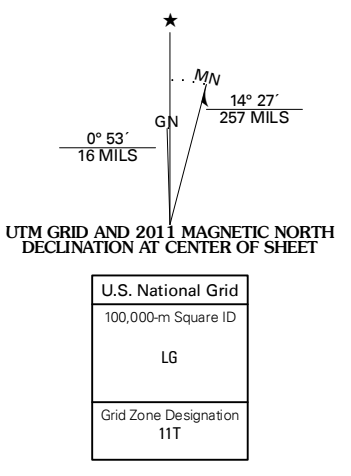 ★
MN
GN
14° 27´
257 MILS
0° 53´
16 MILS
UTM GRID AND 2011 MAGNETIC NORTH
DECLINATION AT CENTER OF SHEET
U.S. National Grid
100,000-m Square ID
LG
Grid Zone Designation
11T